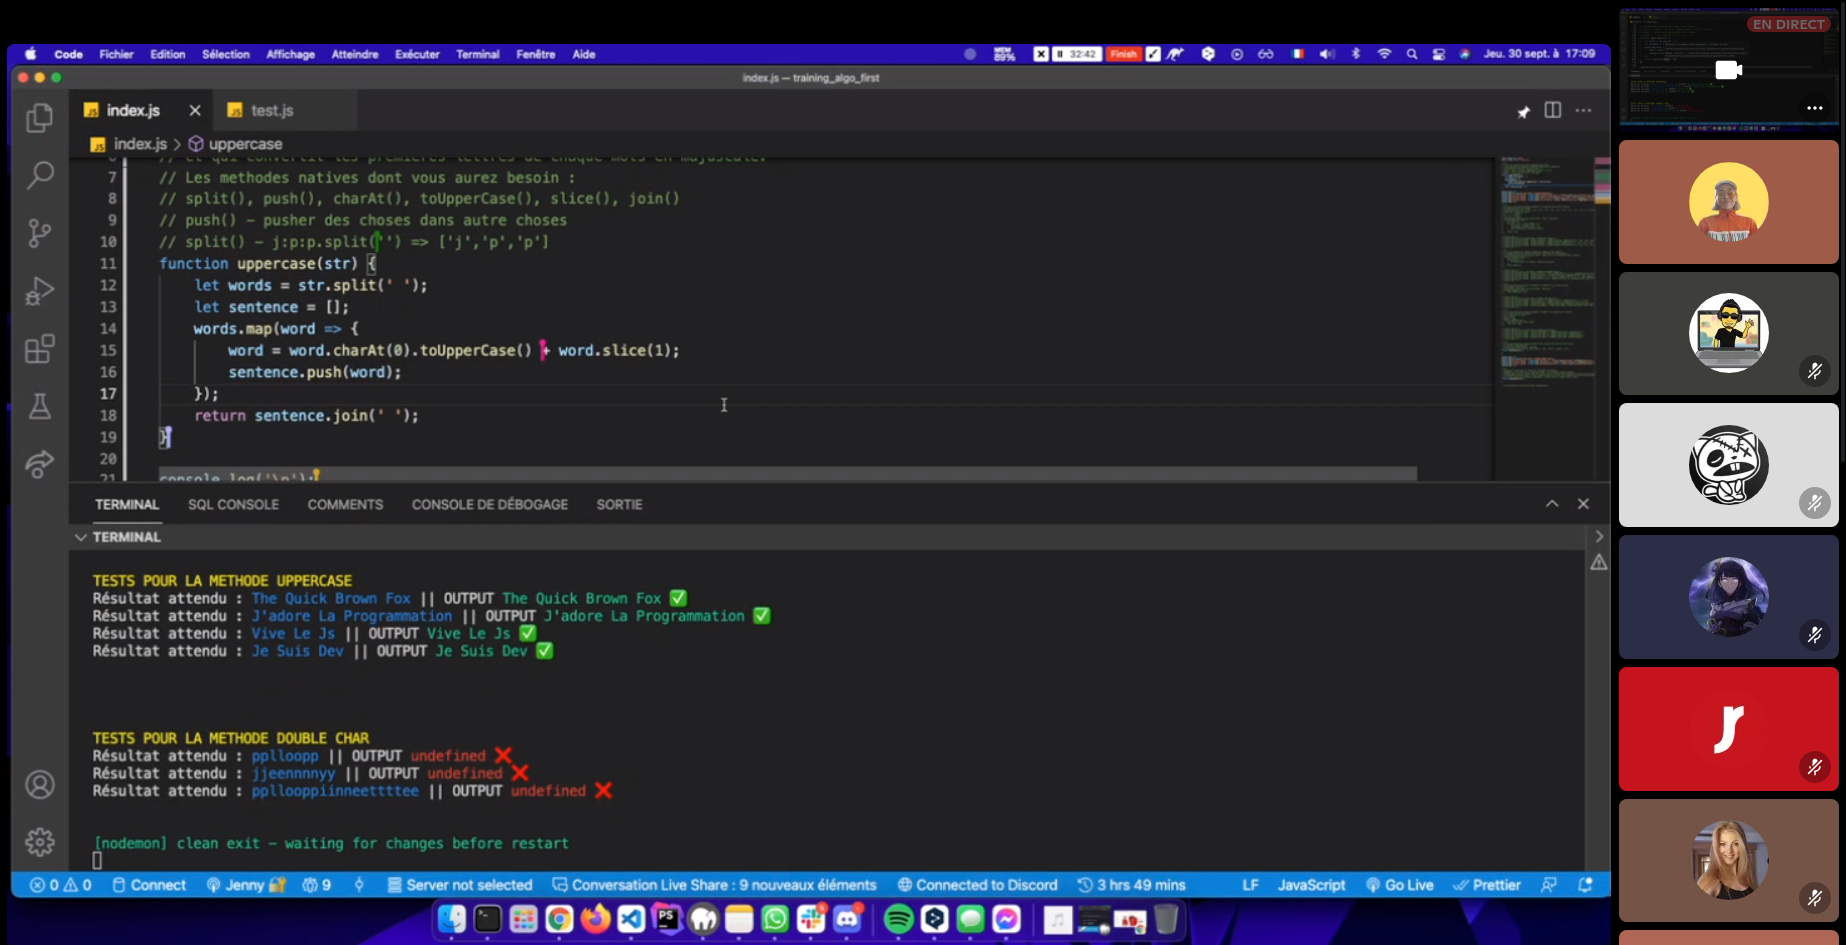 Code Fichier Edition Sélection Affichage Atteindre Exécuter Terminal Fenêtre Aide
MEM 89% 32:42 Finish Jeu. 30 sept. à 17:09
EN DIRECT
index.js — training_algo_first
index.js
test.js
index.js > uppercase
// et qui convertit les premières lettres de chaque mots en majuscule.
7 // Les methodes natives dont vous aurez besoin :
8 // split(), push(), charAt(), toUpperCase(), slice(), join()
9 // push() - pusher des choses dans autre choses
10 // split() - j:p:p.split(':') => ['j','p','p']
11 function uppercase(str) {
12 let words = str.split(' ');
13 let sentence = [];
14 words.map(word => {
15 word = word.charAt(0).toUpperCase() + word.slice(1);
16 sentence.push(word);
17 });
18 return sentence.join(' ');
19 }
20
21 console.log('\n');
TERMINAL SQL CONSOLE COMMENTS CONSOLE DE DÉBOGAGE SORTIE
TERMINAL
TESTS POUR LA METHODE UPPERCASE
Résultat attendu : The Quick Brown Fox || OUTPUT The Quick Brown Fox ✅
Résultat attendu : J'adore La Programmation || OUTPUT J'adore La Programmation ✅
Résultat attendu : Vive Le Js || OUTPUT Vive Le Js ✅
Résultat attendu : Je Suis Dev || OUTPUT Je Suis Dev ✅
TESTS POUR LA METHODE DOUBLE CHAR
Résultat attendu : pplloopp || OUTPUT undefined ❌
Résultat attendu : jjeennnnyy || OUTPUT undefined ❌
Résultat attendu : ppllooppiinneettttee || OUTPUT undefined ❌
[nodemon] clean exit - waiting for changes before restart
0 0 Connect Jenny 9 Server not selected Conversation Live Share : 9 nouveaux éléments Connected to Discord 3 hrs 49 mins LF JavaScript Go Live Prettier
PS